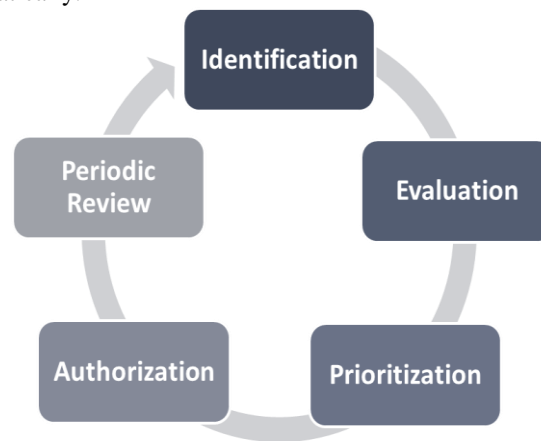 Identification
Evaluation
Prioritization
Authorization
Periodic
Review